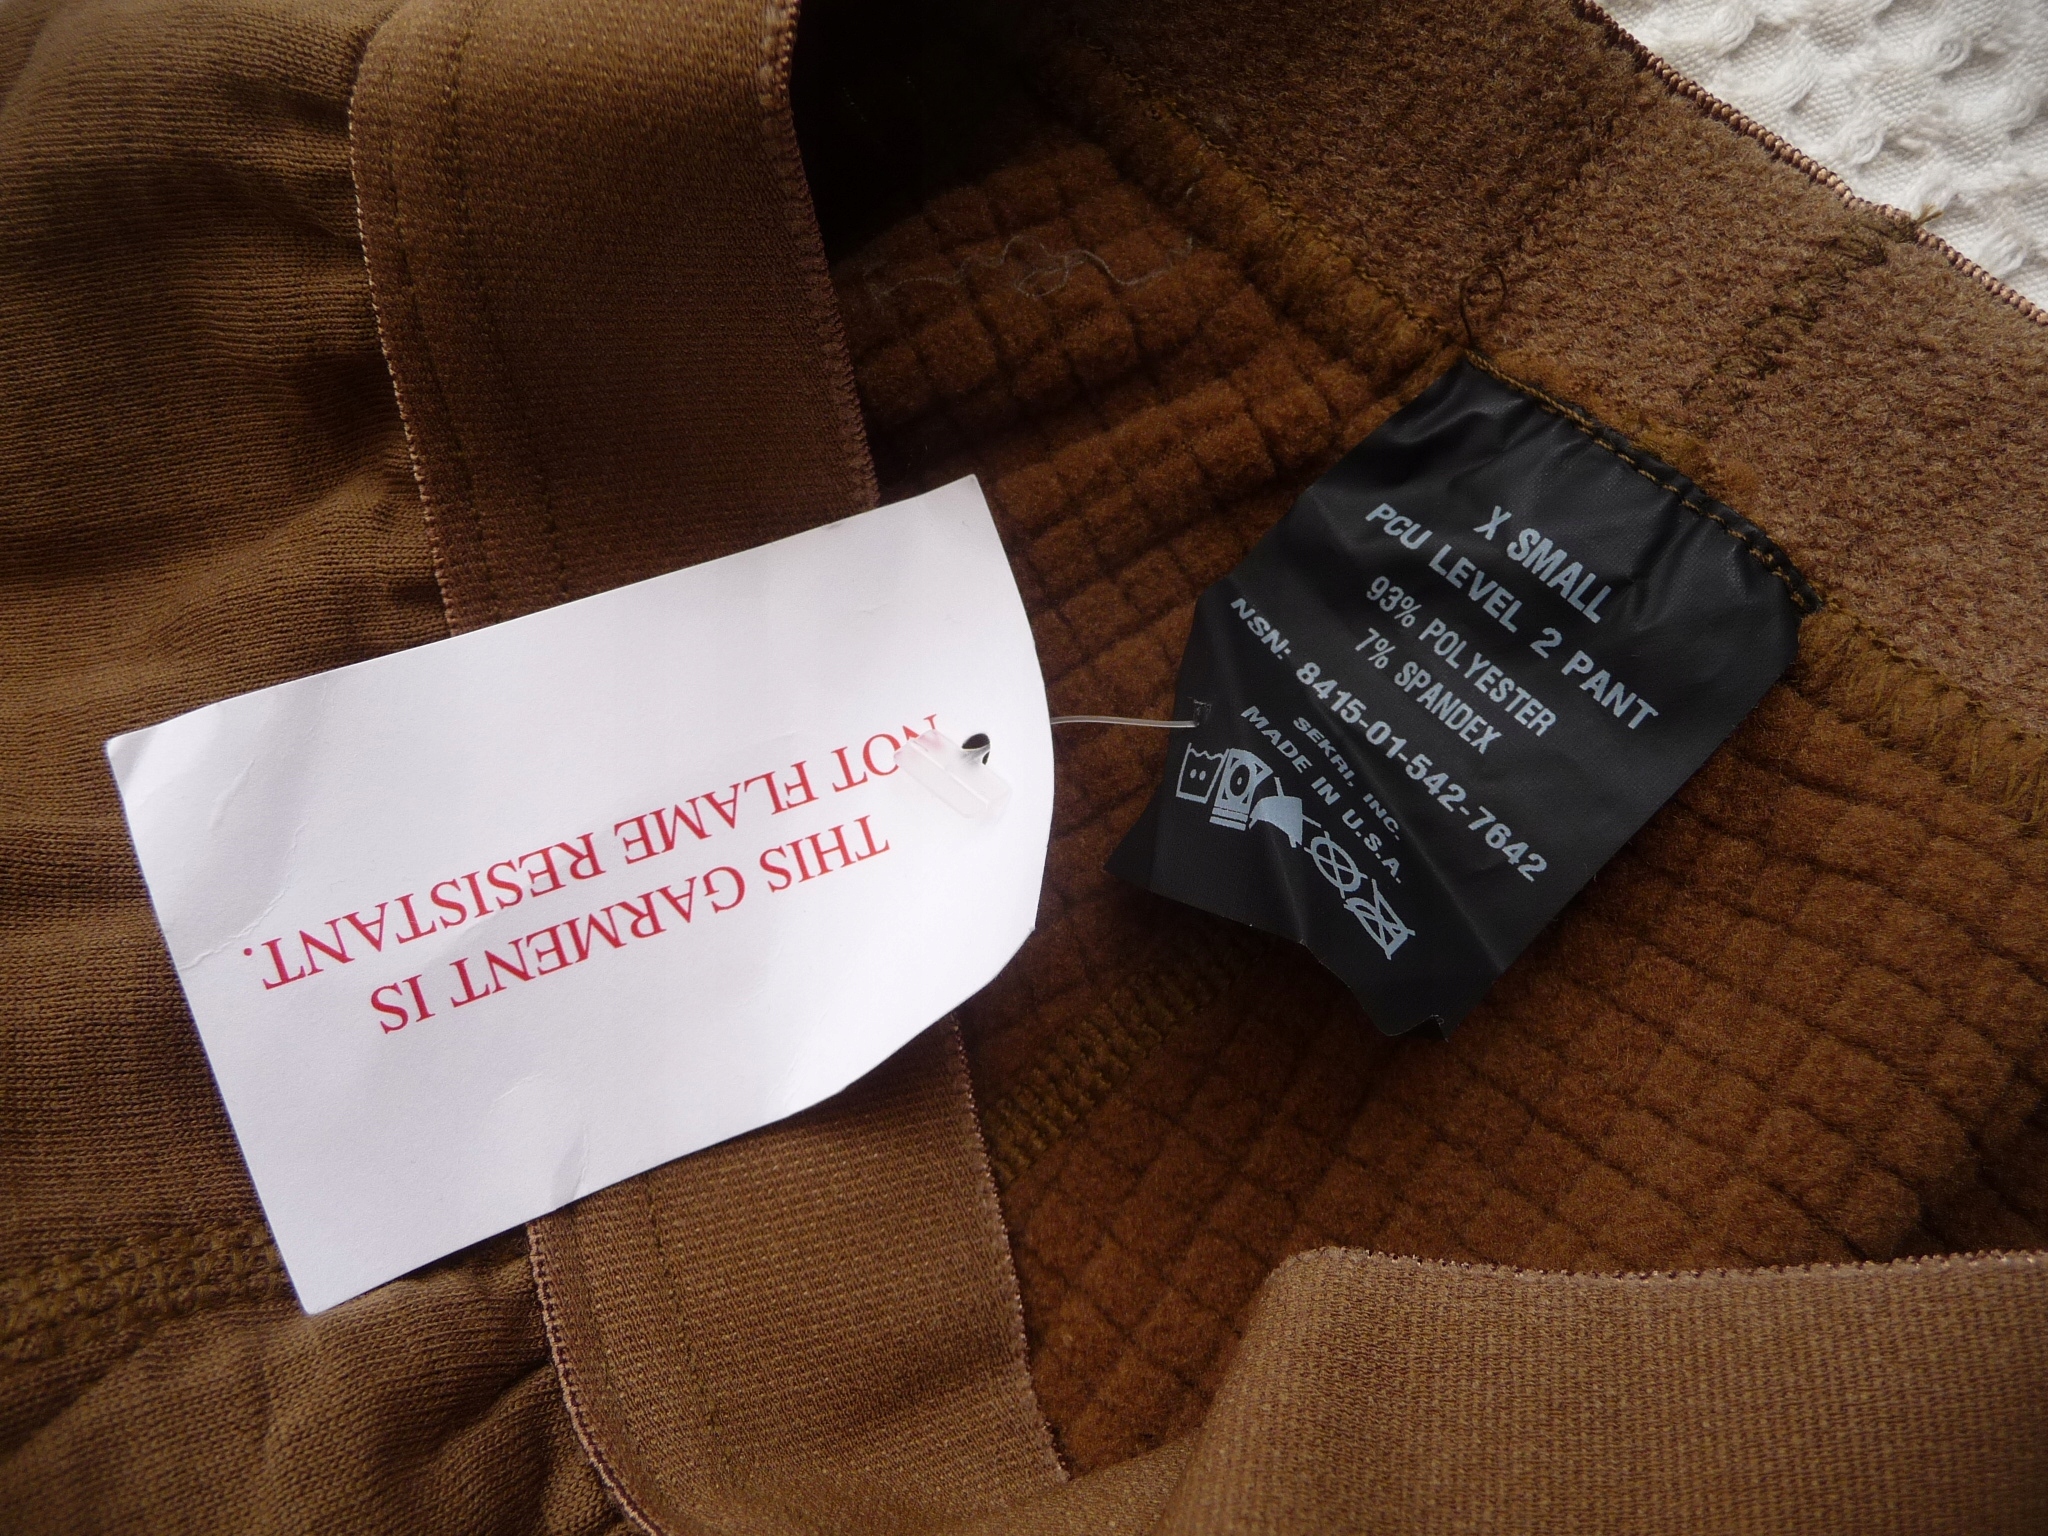 THIS GARMENT IS
NOT FLAME RESISTANT.
X SMALL
PCU LEVEL 2 PANT
93% POLYESTER
7% SPANDEX
NSN: 8415-01-542-7642
SEKRI, INC.
MADE IN U.S.A.